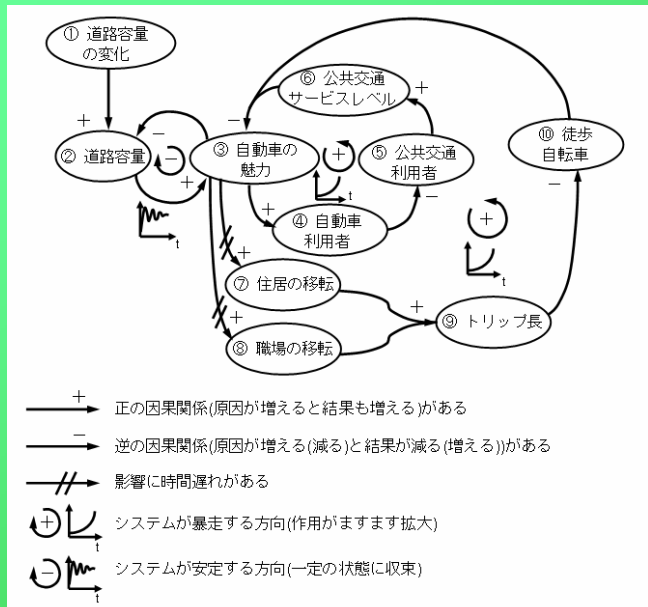 ① 道路容量
の変化
⑥ 公共交通
サービスレベル
+
+
−
−
② 道路容量
−
+
③ 自動車の
魅力
+
t
⑤ 公共交通
利用者
⑩ 徒歩
自転車
−
t
+
④ 自動車
利用者
−
+
t
+
⑦ 住居の移転
+
⑧ 職場の移転
+
⑨ トリップ長
+ 正の因果関係(原因が増えると結果も増える)がある
− 逆の因果関係(原因が増える(減る)と結果が減る(増える))がある
影響に時間遅れがある
+ t システムが暴走する方向(作用がますます拡大)
− t システムが安定する方向(一定の状態に収束)